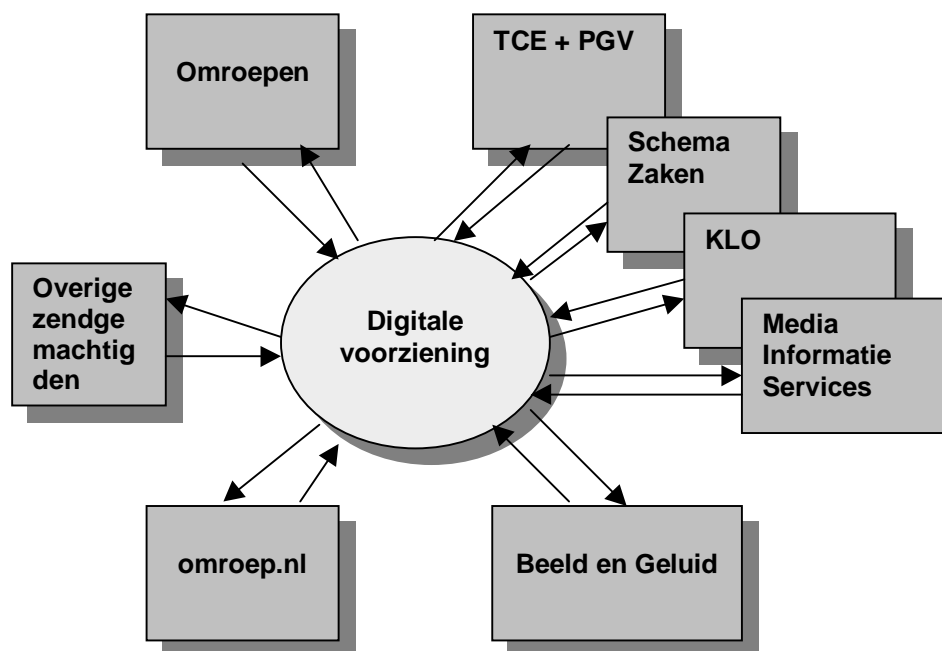 Omroepen
TCE + PGV
Schema
Zaken
KLO
Media
Informatie
Services
Overige
zendge
machtig
den
Digitale
voorziening
omroep.nl
Beeld en Geluid